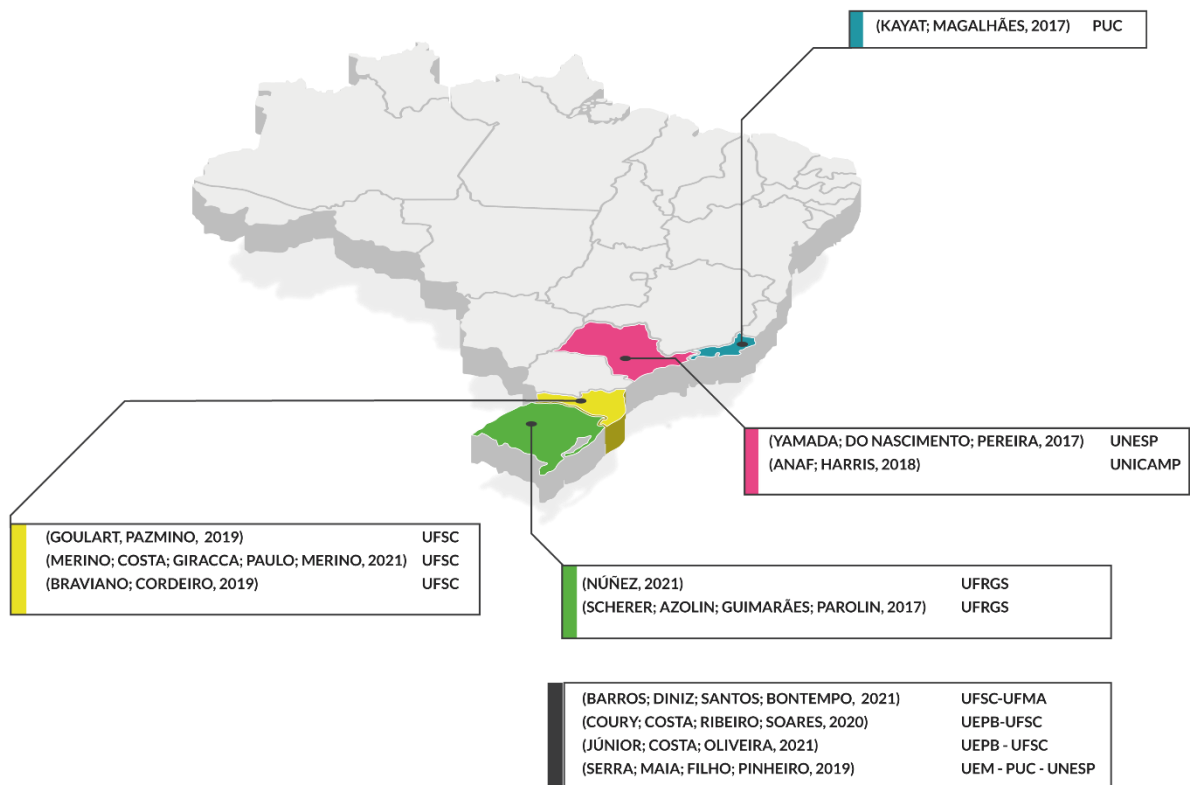 (KAYAT; MAGALHÃES, 2017) PUC
(YAMADA; DO NASCIMENTO; PEREIRA, 2017) UNESP
(ANAF; HARRIS, 2018) UNICAMP
(GOULART, PAZMINO, 2019) UFSC
(MERINO; COSTA; GIRACCA; PAULO; MERINO, 2021) UFSC
(BRAVIANO; CORDEIRO, 2019) UFSC
(NÚÑEZ, 2021) UFRGS
(SCHERER; AZOLIN; GUIMARÃES; PAROLIN, 2017) UFRGS
(BARROS; DINIZ; SANTOS; BONTEMPO, 2021) UFSC-UFMA
(COURY; COSTA; RIBEIRO; SOARES, 2020) UEPB-UFSC
(JÚNIOR; COSTA; OLIVEIRA, 2021) UEPB - UFSC
(SERRA; MAIA; FILHO; PINHEIRO, 2019) UEM - PUC - UNESP